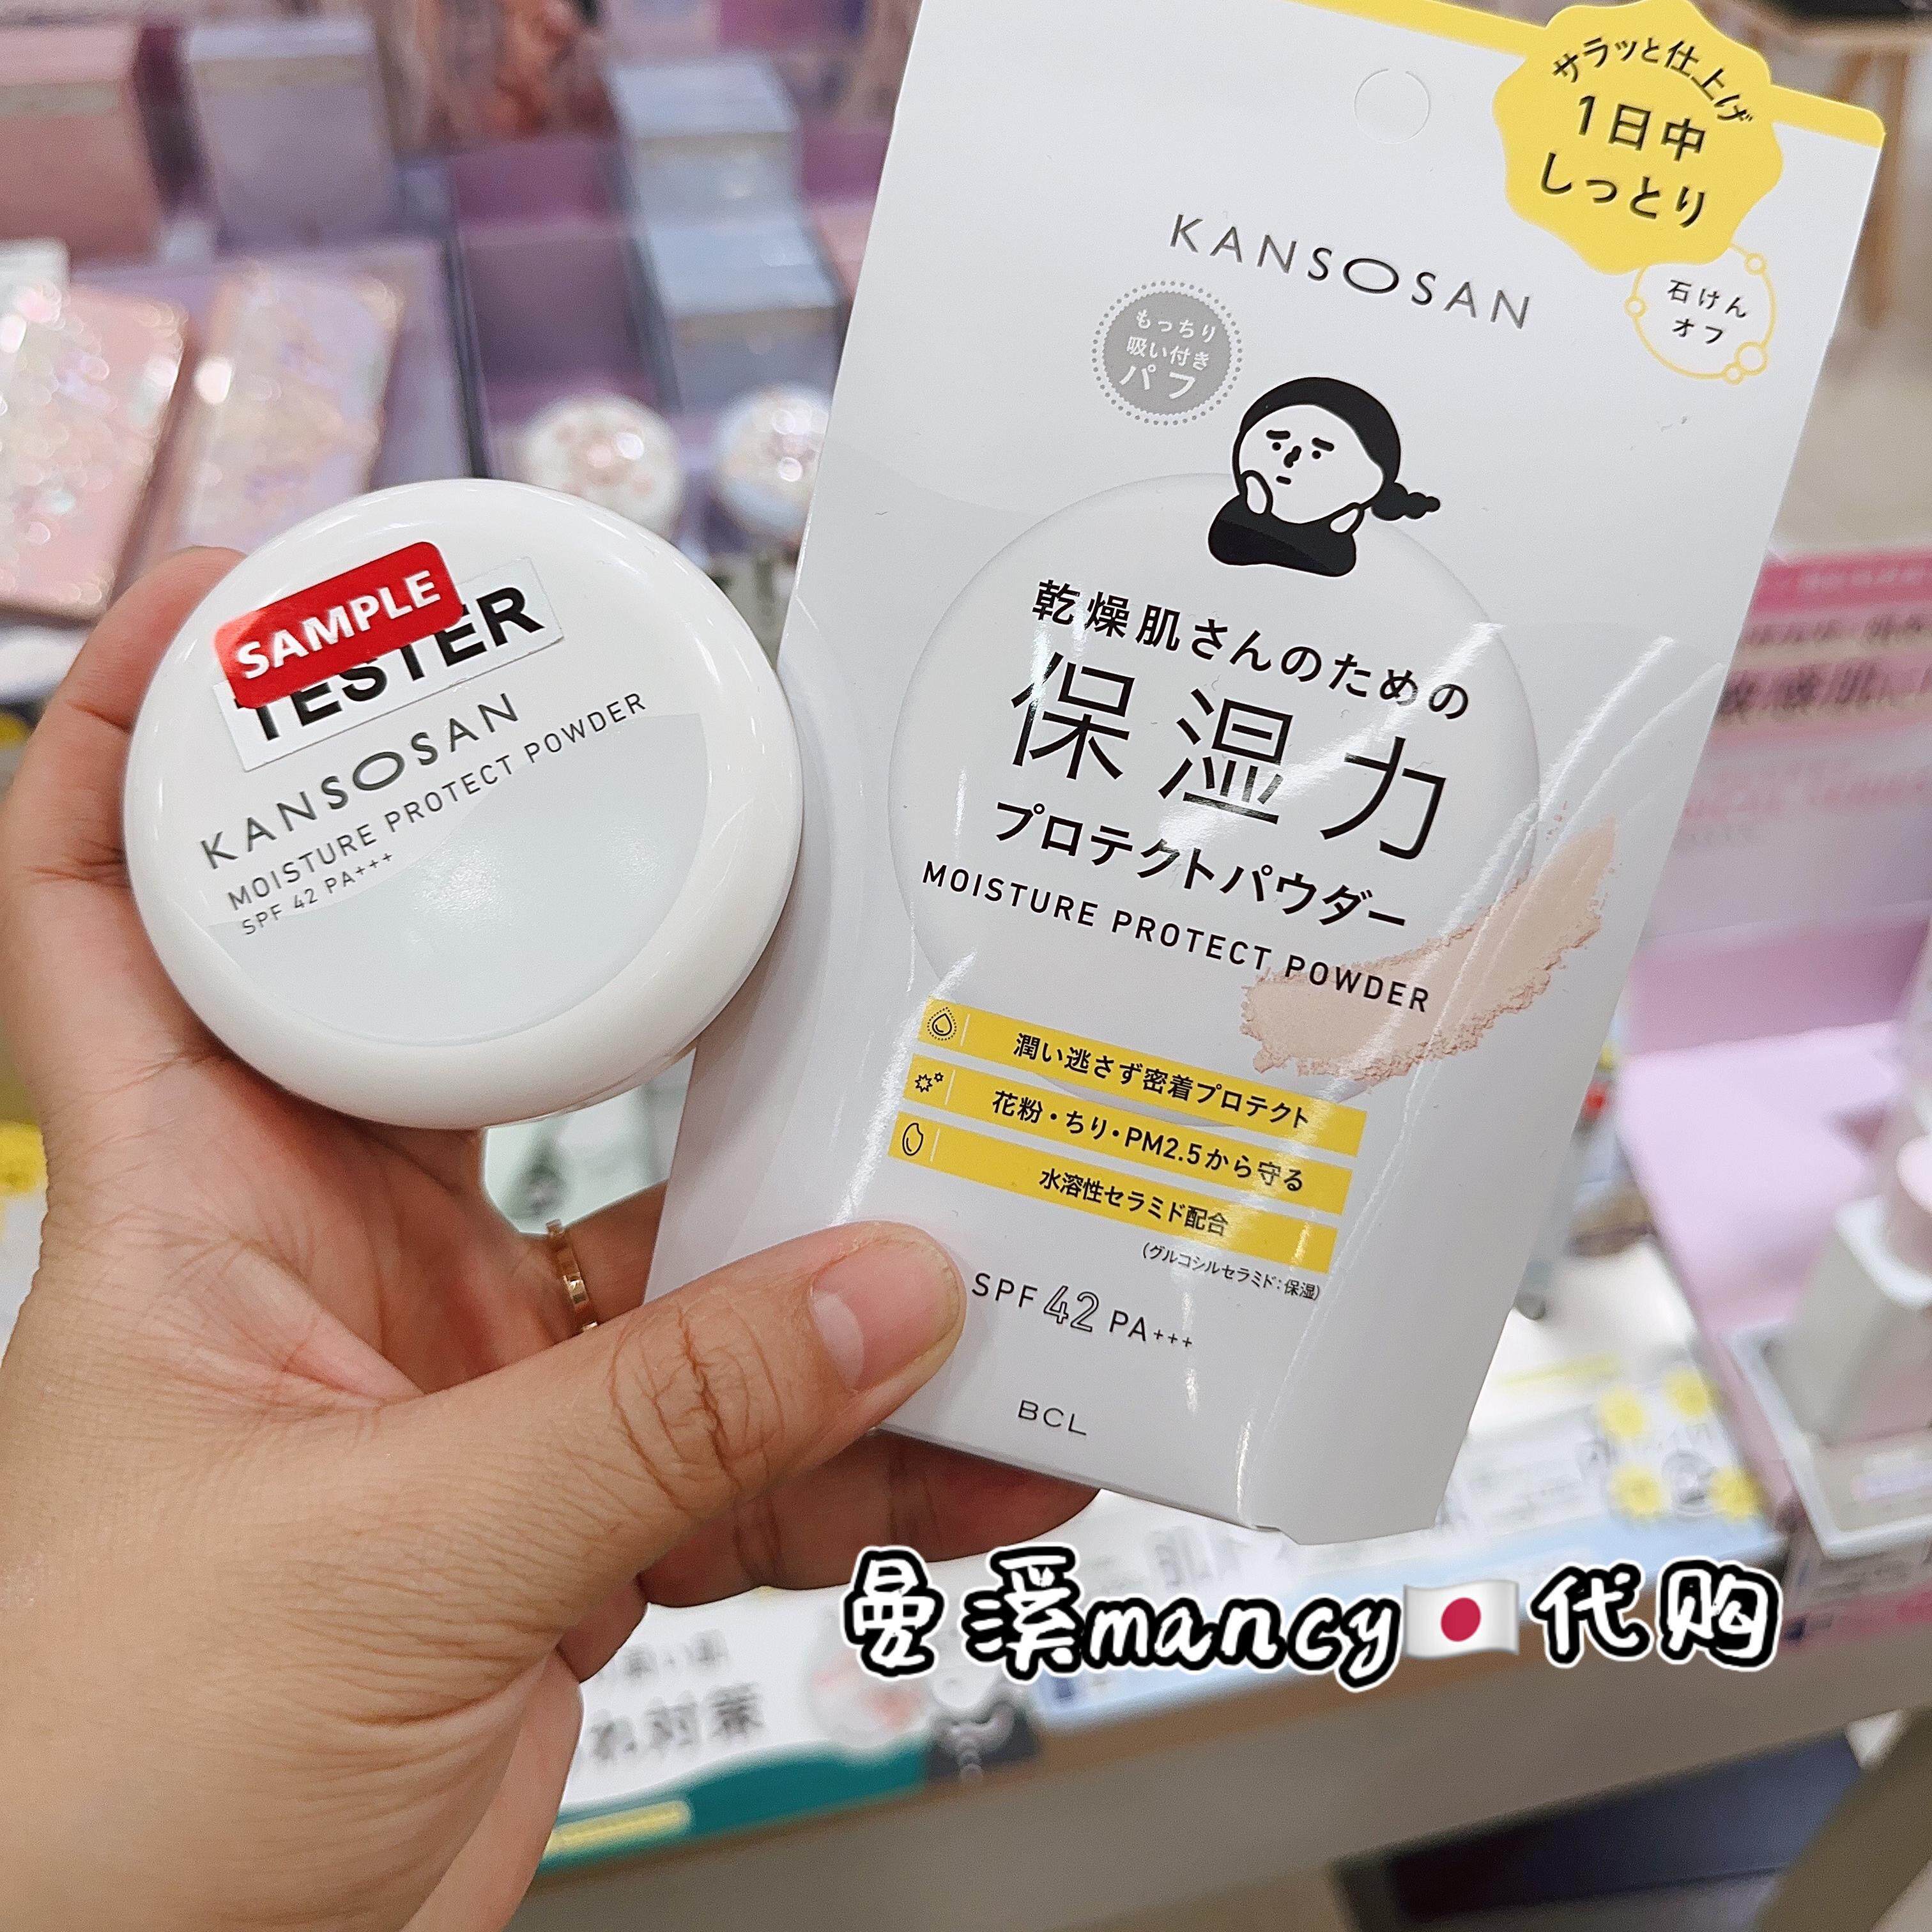 SAMPLE
TESTER
KANSOSAN
MOISTURE PROTECT POWDER
SPF 42 PA+++
サラッと仕上げ
1日中
しっとり
KANSOSAN
石けん
オフ
もっちり
吸い付き
パフ
乾燥肌さんのための
保湿力
プロテクトパウダー
MOISTURE PROTECT POWDER
潤い逃さず密着プロテクト
花粉・ちり・PM2.5から守る
水溶性セラミド配合
(グルコシルセラミド:保湿)
SPF 42 PA+++
BCL
曼溪mancy🇯🇵代购